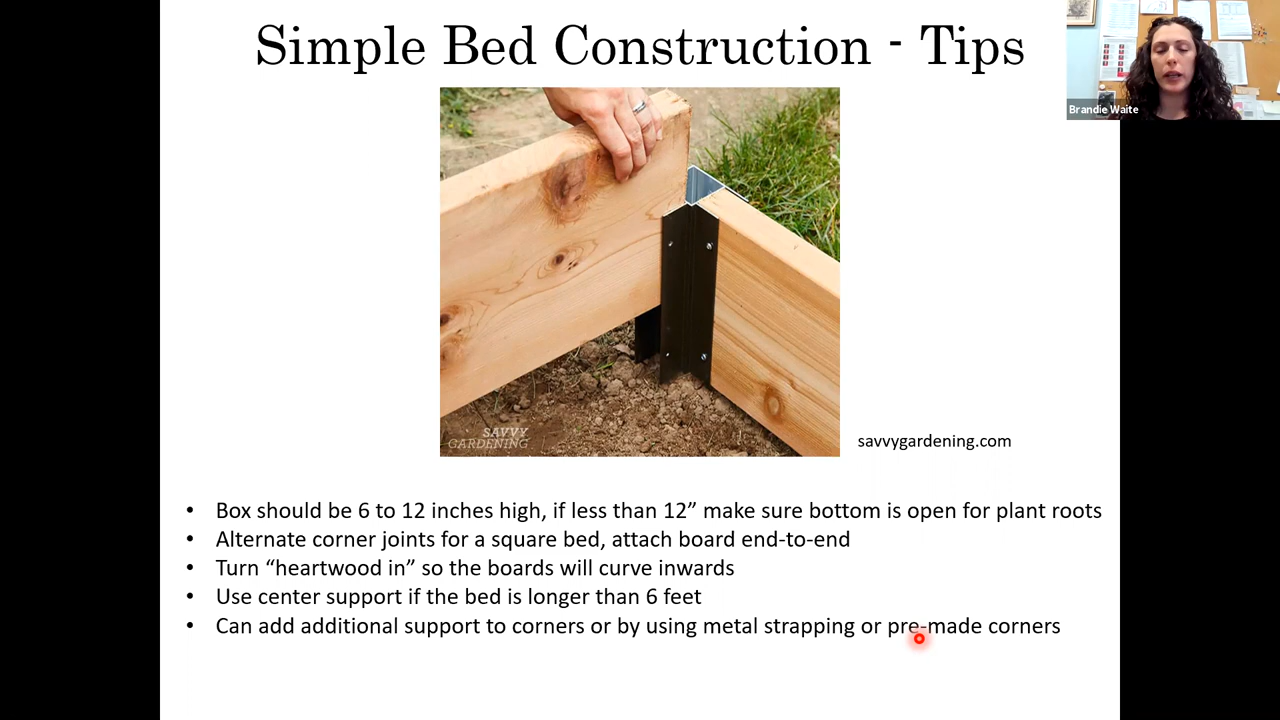 Simple Bed Construction - Tips
Brandie Waite
SAVVY
GARDENING
savvygardening.com
• Box should be 6 to 12 inches high, if less than 12” make sure bottom is open for plant roots
• Alternate corner joints for a square bed, attach board end-to-end
• Turn “heartwood in” so the boards will curve inwards
• Use center support if the bed is longer than 6 feet
• Can add additional support to corners or by using metal strapping or pre-made corners